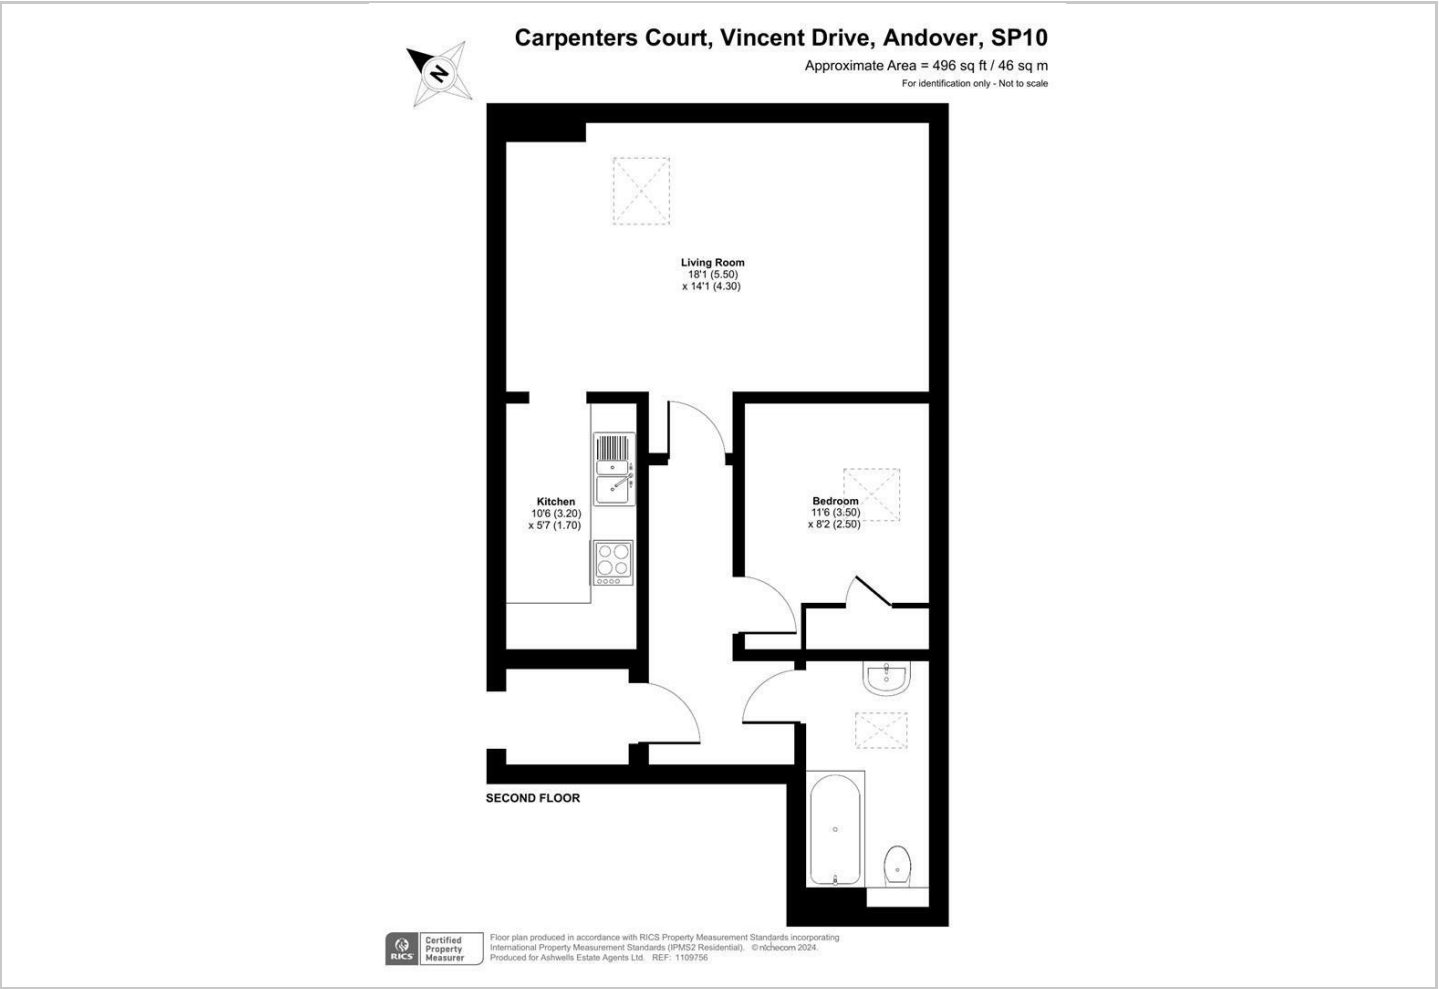 Carpenters Court, Vincent Drive, Andover, SP10
Approximate Area = 496 sq ft / 46 sq m
For identification only - Not to scale
N
Living Room
18'1 (5.50)
x 14'1 (4.30)
Kitchen
10'6 (3.20)
x 5'7 (1.70)
Bedroom
11'6 (3.50)
x 8'2 (2.50)
SECOND FLOOR
RICS
Certified
Property
Measurer
Floor plan produced in accordance with RICS Property Measurement Standards incorporating
International Property Measurement Standards (IPMS2 Residential). © nichecom 2024.
Produced for Ashwells Estate Agents Ltd. REF: 1109756